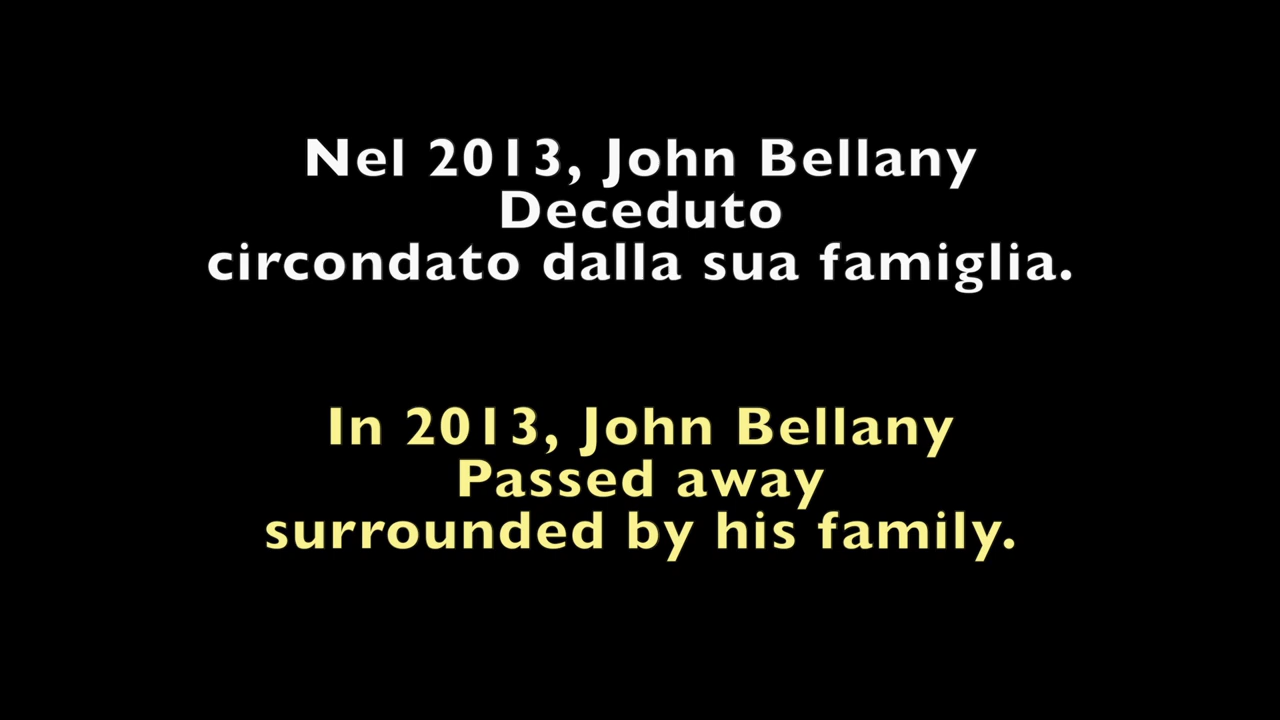 Nel 2013, John Bellany
Deceduto
circondato dalla sua famiglia.
In 2013, John Bellany
Passed away
surrounded by his family.